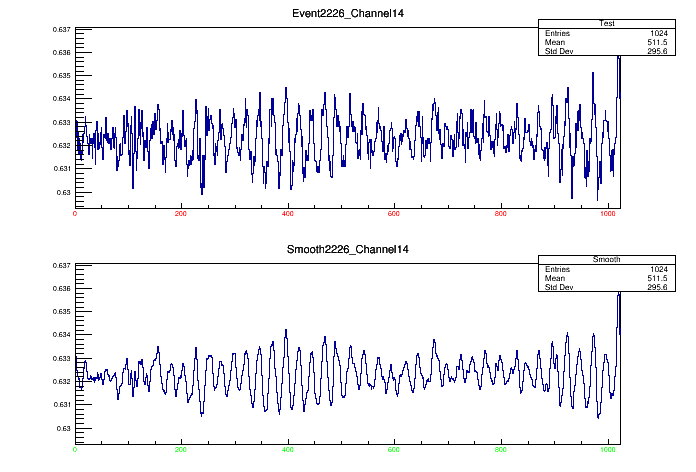 Event2226_Channel14
Test
Entries 1024
Mean 511.5
Std Dev 295.6
0.637
0.636
0.635
0.634
0.633
0.632
0.631
0.63
0 200 400 600 800 1000
Smooth2226_Channel14
Smooth
Entries 1024
Mean 511.5
Std Dev 295.6
0.637
0.636
0.635
0.634
0.633
0.632
0.631
0.63
0 200 400 600 800 1000